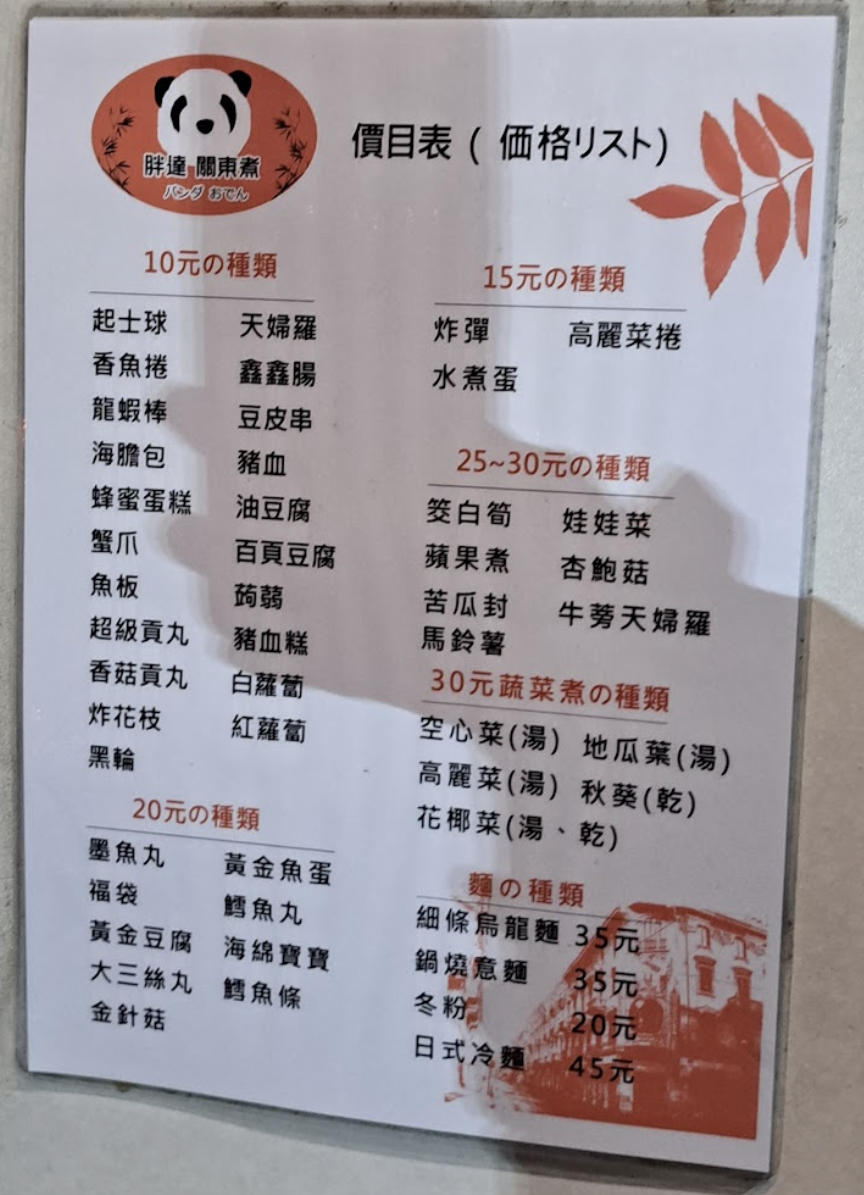 胖達 關東煮
パンダ おでん
價目表 ( 価格リスト)
10元の種類
起士球 天婦羅
香魚捲 鑫鑫腸
龍蝦棒 豆皮串
海膽包 豬血
蜂蜜蛋糕 油豆腐
蟹爪 百頁豆腐
魚板 蒟蒻
超級貢丸 豬血糕
香菇貢丸 白蘿蔔
炸花枝 紅蘿蔔
黑輪
20元の種類
墨魚丸 黃金魚蛋
福袋 鱈魚丸
黃金豆腐 海綿寶寶
大三絲丸 鱈魚條
金針菇
15元の種類
炸彈 高麗菜捲
水煮蛋
25~30元の種類
筊白筍 娃娃菜
蘋果煮 杏鮑菇
苦瓜封 牛蒡天婦羅
馬鈴薯
30元蔬菜煮の種類
空心菜(湯) 地瓜葉(湯)
高麗菜(湯) 秋葵(乾)
花椰菜(湯、乾)
麵の種類
細條烏龍麵 35元
鍋燒意麵 35元
冬粉 20元
日式冷麵 45元